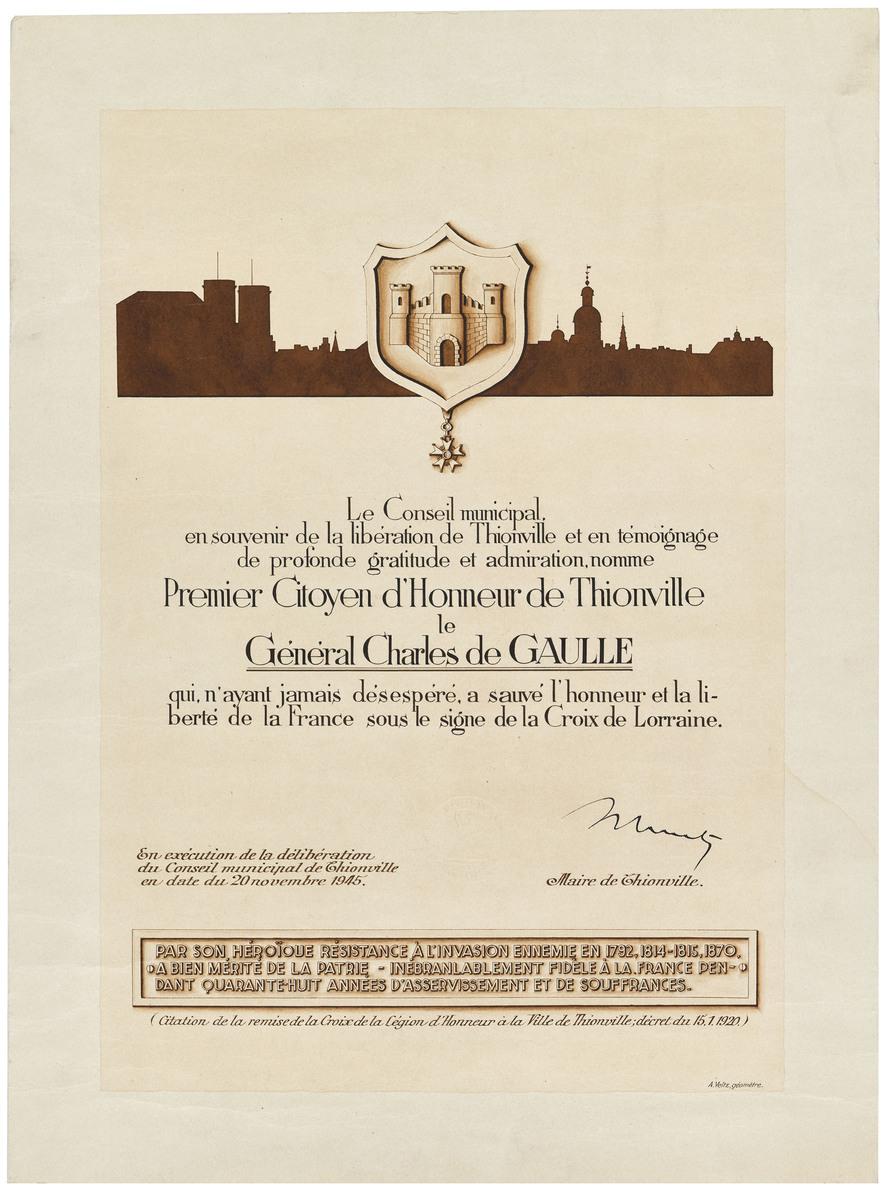 Le Conseil municipal,
en souvenir de la libération de Thionville et en témoignage
de profonde gratitude et admiration, nomme
Premier Citoyen d'Honneur de Thionville
le
Général Charles de GAULLE
qui, n'ayant jamais désespéré, a sauvé l'honneur et la li-
berté de la France sous le signe de la Croix de Lorraine.
En exécution de la délibération
du Conseil municipal de Thionville
en date du 20 novembre 1945.
Maire de Thionville.
PAR SON HÉROÏQUE RÉSISTANCE À L'INVASION ENNEMIE EN 1792, 1814-1815, 1870,
A BIEN MÉRITÉ DE LA PATRIE - INÉBRANLABLEMENT FIDÈLE À LA FRANCE PEN-
DANT QUARANTE-HUIT ANNÉES D'ASSERVISSEMENT ET DE SOUFFRANCES.
(Citation de la remise de la Croix de la Légion d'Honneur à la Ville de Thionville; décret du 15.1.1920.)
A. Veltz, géomètre.